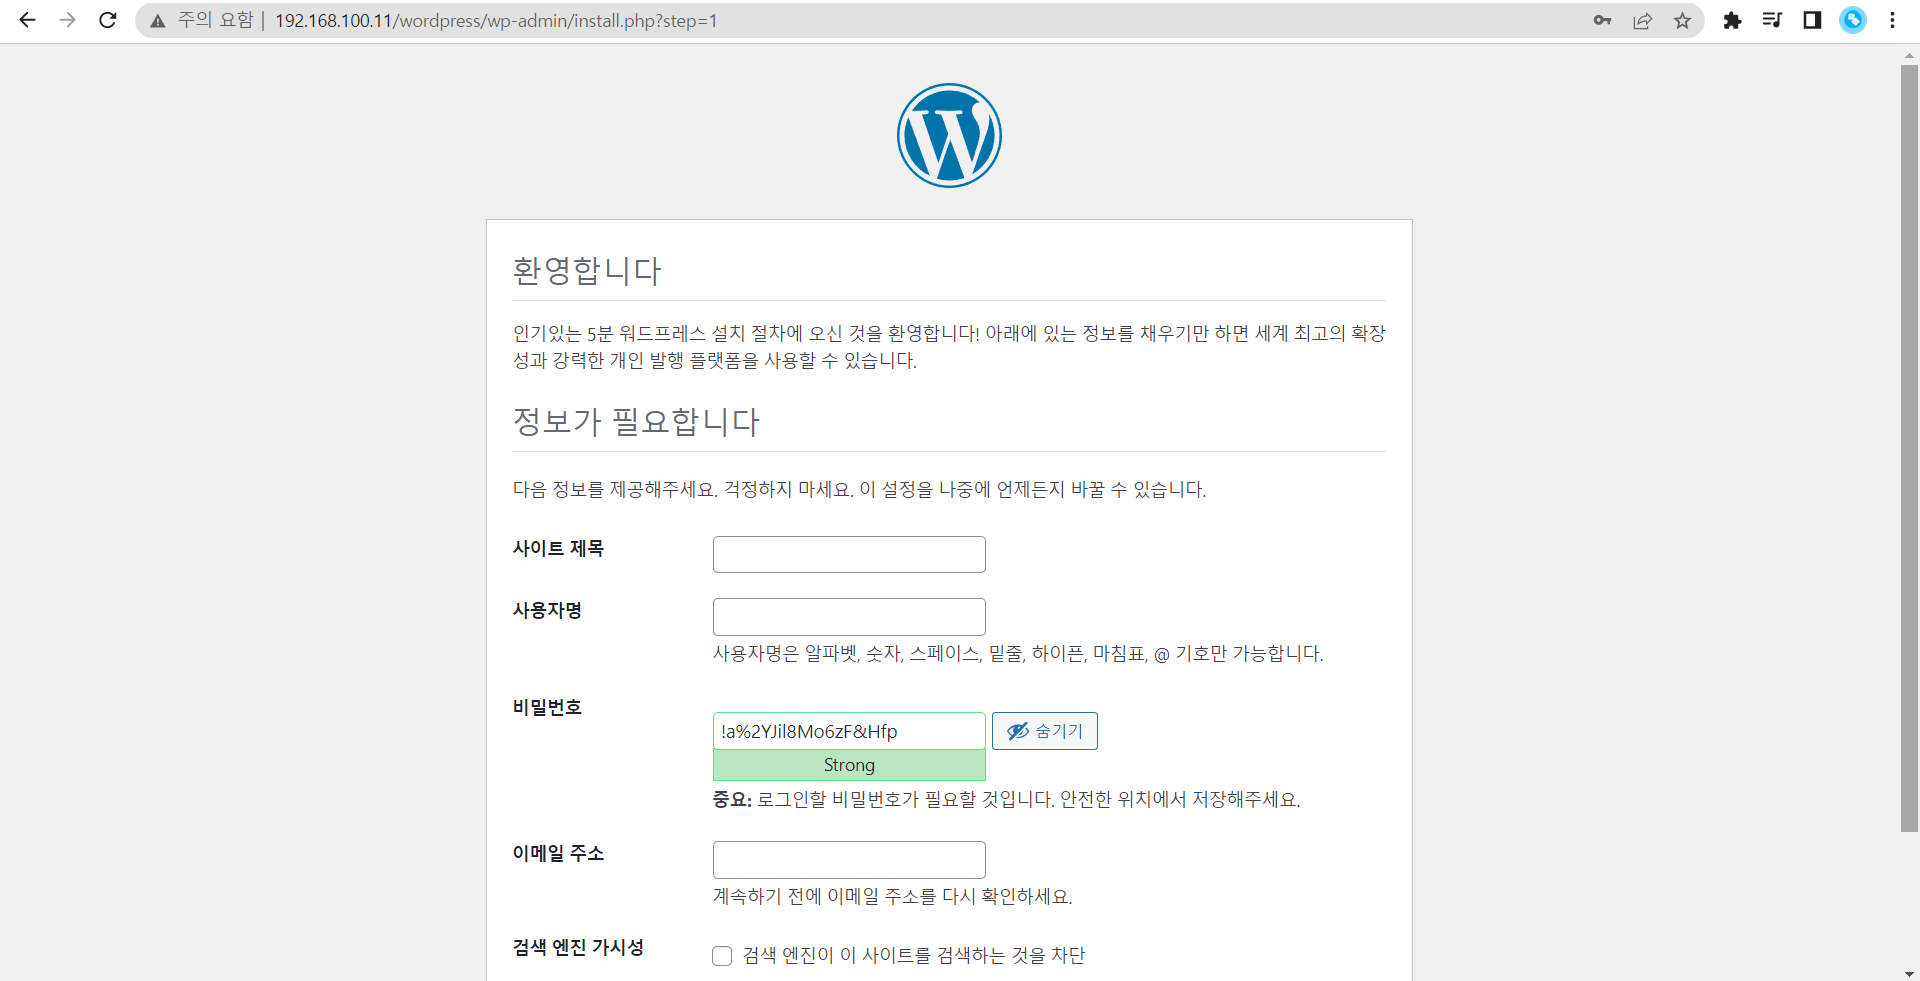 주의 요함 | 192.168.100.11/wordpress/wp-admin/install.php?step=1
환영합니다
인기있는 5분 워드프레스 설치 절차에 오신 것을 환영합니다! 아래에 있는 정보를 채우기만 하면 세계 최고의 확장
성과 강력한 개인 발행 플랫폼을 사용할 수 있습니다.
정보가 필요합니다
다음 정보를 제공해주세요. 걱정하지 마세요. 이 설정을 나중에 언제든지 바꿀 수 있습니다.
사이트 제목
사용자명
사용자명은 알파벳, 숫자, 스페이스, 밑줄, 하이픈, 마침표, @ 기호만 가능합니다.
비밀번호
!a%2YJil8Mo6zF&Hfp
숨기기
Strong
중요: 로그인할 비밀번호가 필요할 것입니다. 안전한 위치에서 저장해주세요.
이메일 주소
계속하기 전에 이메일 주소를 다시 확인하세요.
검색 엔진 가시성
검색 엔진이 이 사이트를 검색하는 것을 차단